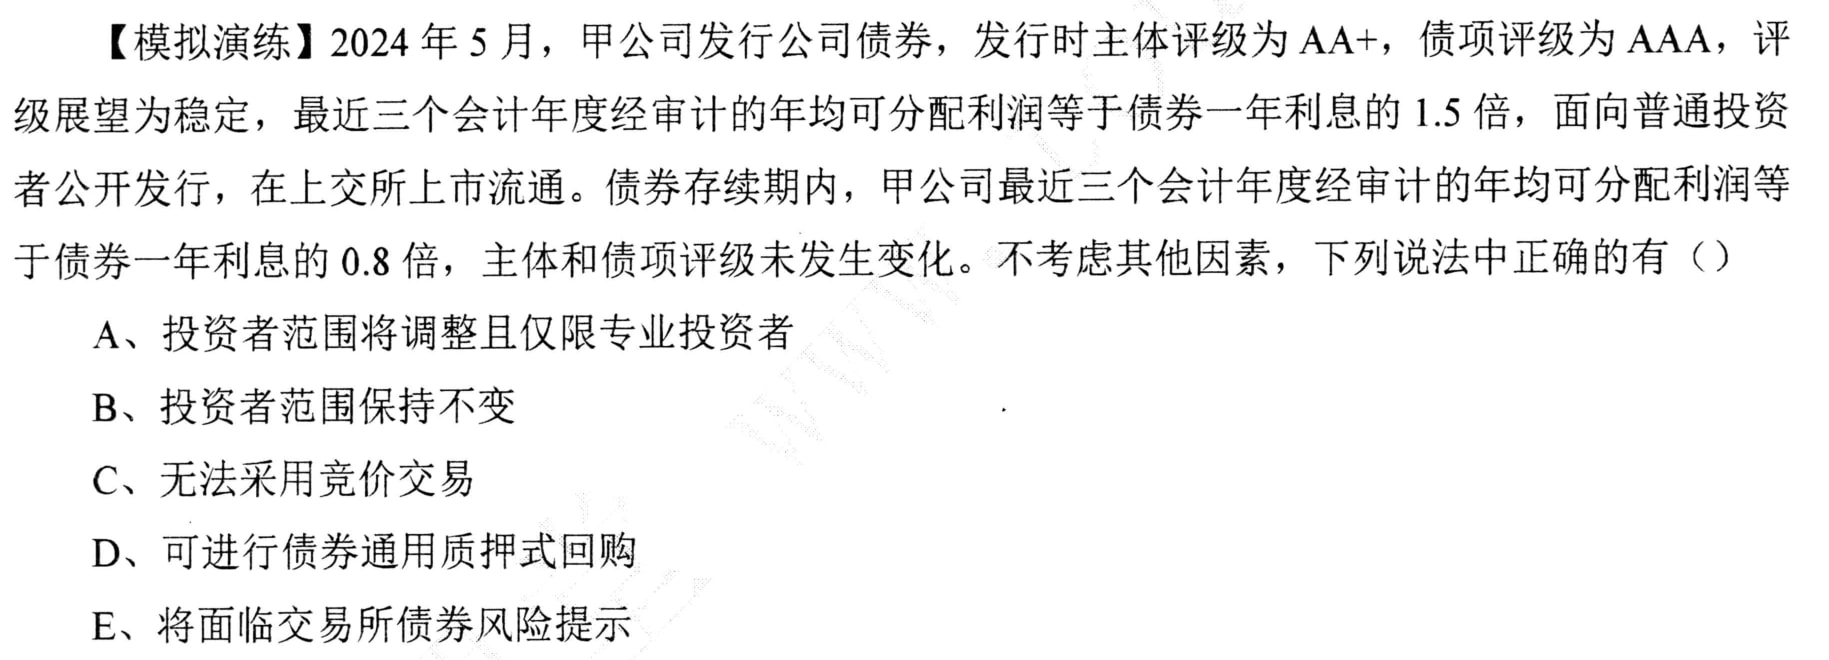 【模拟演练】2024 年 5 月，甲公司发行公司债券，发行时主体评级为 AA+，债项评级为 AAA，评
级展望为稳定，最近三个会计年度经审计的年均可分配利润等于债券一年利息的 1.5 倍，面向普通投资
者公开发行，在上交所上市流通。债券存续期内，甲公司最近三个会计年度经审计的年均可分配利润等
于债券一年利息的 0.8 倍，主体和债项评级未发生变化。不考虑其他因素，下列说法中正确的有（）
A、投资者范围将调整且仅限专业投资者
B、投资者范围保持不变
C、无法采用竞价交易
D、可进行债券通用质押式回购
E、将面临交易所债券风险提示